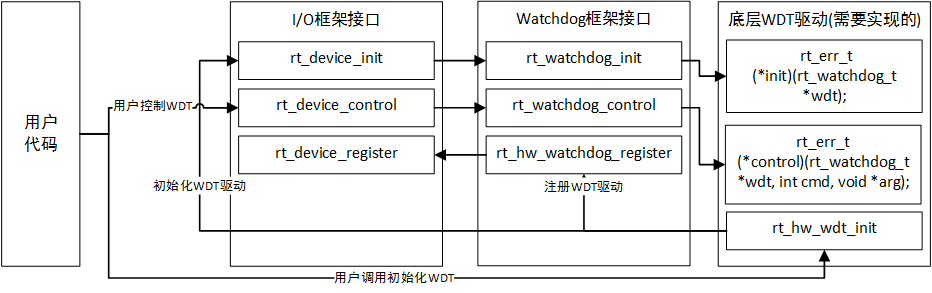 用户
代码
I/O框架接口
rt_device_init
rt_device_control
rt_device_register
Watchdog框架接口
rt_watchdog_init
rt_watchdog_control
rt_hw_watchdog_register
底层WDT驱动(需要实现的)
rt_err_t
(*init)(rt_watchdog_t
*wdt);
rt_err_t
(*control)(rt_watchdog_t
*wdt, int cmd, void *arg);
rt_hw_wdt_init
用户控制WDT
初始化WDT驱动
注册WDT驱动
用户调用初始化WDT